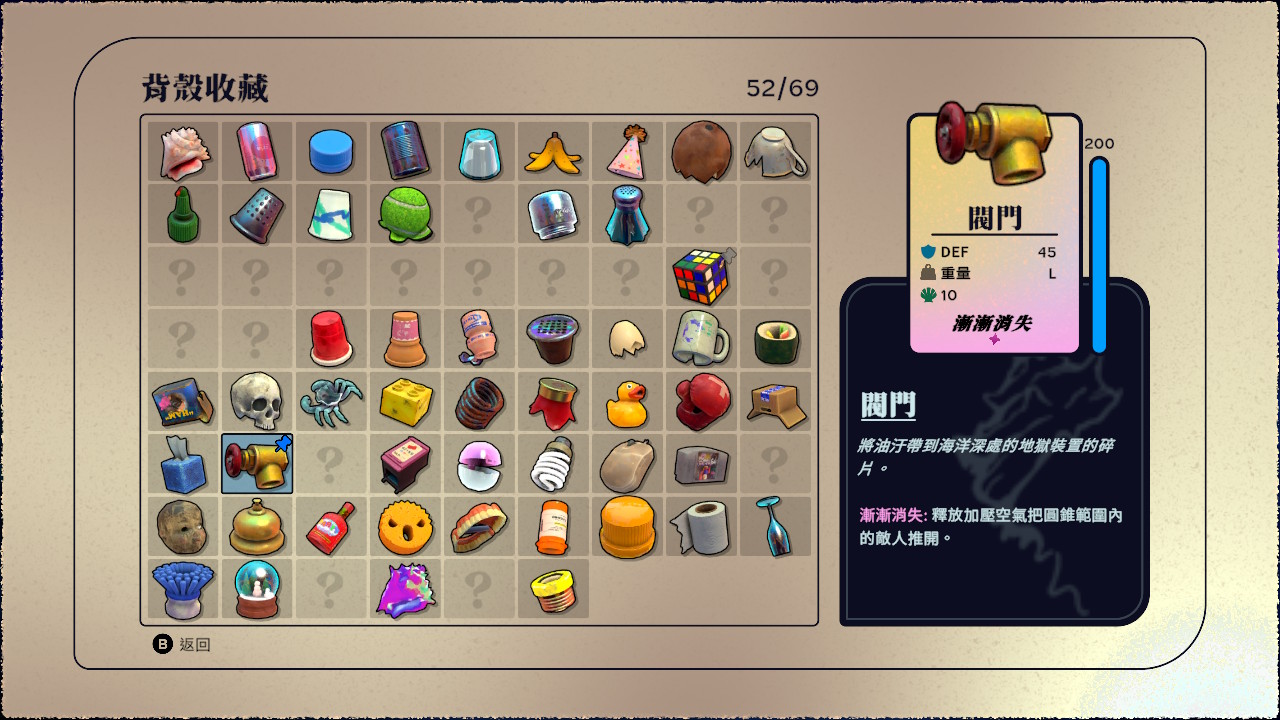 背殼收藏
52/69
200
閥門
DEF 45
重量 L
10
漸漸消失
閥門
將油汙帶到海洋深處的地獄裝置的碎
片。
漸漸消失: 釋放加壓空氣把圓錐範圍內
的敵人推開。
B 返回